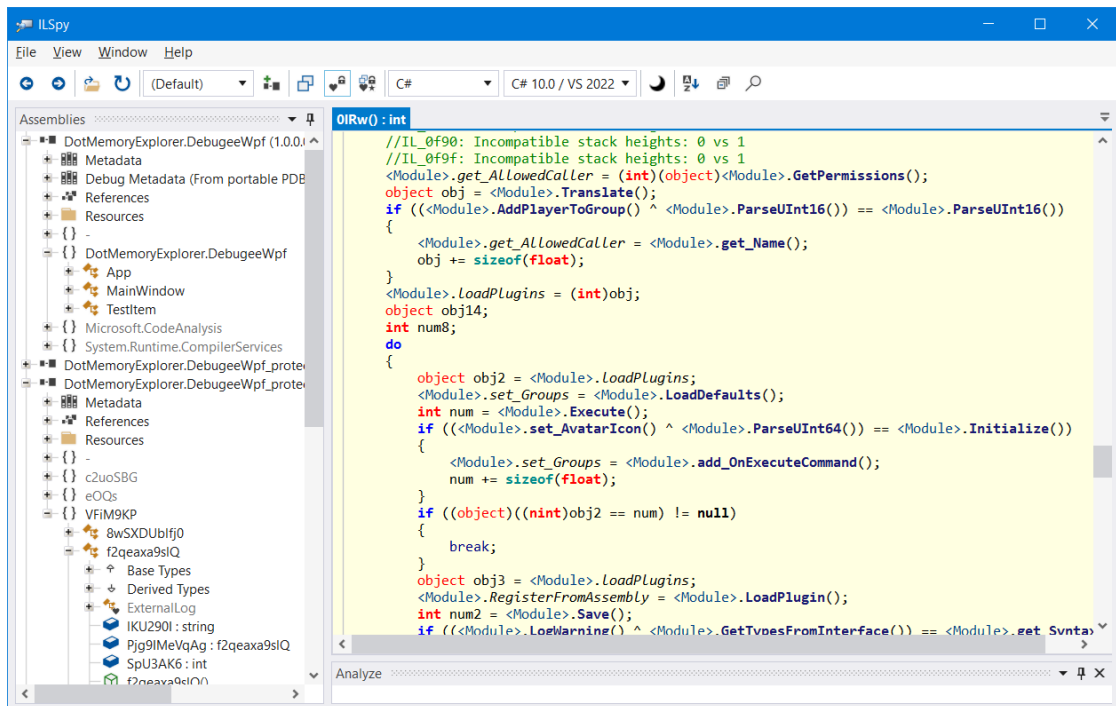 ILSpy
File View Window Help
(Default) C# C# 10.0 / VS 2022
Assemblies
DotMemoryExplorer.DebugeeWpf (1.0.0.
Metadata
Debug Metadata (From portable PDB
References
Resources
{ } -
{ } DotMemoryExplorer.DebugeeWpf
App
MainWindow
TestItem
{ } Microsoft.CodeAnalysis
{ } System.Runtime.CompilerServices
DotMemoryExplorer.DebugeeWpf_prote
DotMemoryExplorer.DebugeeWpf_prote
Metadata
References
Resources
{ } -
{ } c2uoSBG
{ } eOQs
{ } VFiM9KP
8wSXDUbIfj0
f2qeaxa9slQ
Base Types
Derived Types
ExternalLog
IKU290I : string
Pjg9IMeVqAg : f2qeaxa9slQ
SpU3AK6 : int
f2qeaxa9slQ()
0IRw() : int
//IL_0f90: Incompatible stack heights: 0 vs 1
//IL_0f9f: Incompatible stack heights: 0 vs 1
<Module>.get_AllowedCaller = (int)(object)<Module>.GetPermissions();
object obj = <Module>.Translate();
if ((<Module>.AddPlayerToGroup() ^ <Module>.ParseUInt16()) == <Module>.ParseUInt16())
{
<Module>.get_AllowedCaller = <Module>.get_Name();
obj += sizeof(float);
}
<Module>.loadPlugins = (int)obj;
object obj14;
int num8;
do
{
object obj2 = <Module>.loadPlugins;
<Module>.set_Groups = <Module>.LoadDefaults();
int num = <Module>.Execute();
if ((<Module>.set_AvatarIcon() ^ <Module>.ParseUInt64()) == <Module>.Initialize())
{
<Module>.set_Groups = <Module>.add_OnExecuteCommand();
num += sizeof(float);
}
if ((object)((nint)obj2 == num) != null)
{
break;
}
object obj3 = <Module>.loadPlugins;
<Module>.RegisterFromAssembly = <Module>.LoadPlugin();
int num2 = <Module>.Save();
if ((<Module>.LogWarning() ^ <Module>.GetTypesFromInterface()) == <Module>.get_Syntax
Analyze